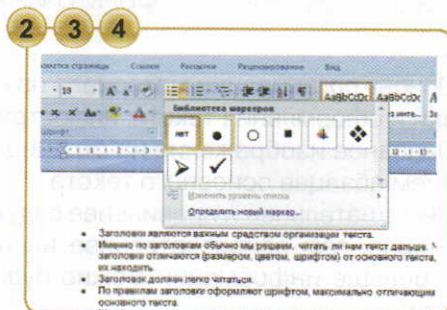 2 3 4
Разметка страницы Ссылки Рассылки Рецензирование Вид
10
AaBbCcDc AaBbCcDc
Шрифт
Библиотека маркеров
нет
Изменить уровень списка
Определить новый маркер...
• Заголовки являются важным средством организации текста.
• Именно по заголовкам обычно мы решаем, читать ли нам текст дальше.
заголовки отличаются (размером, цветом, шрифтом) от основного текста,
их находить.
• Заголовок должен легко читаться.
• По правилам заголовки оформляют шрифтом, максимально отличающим
основного текста.